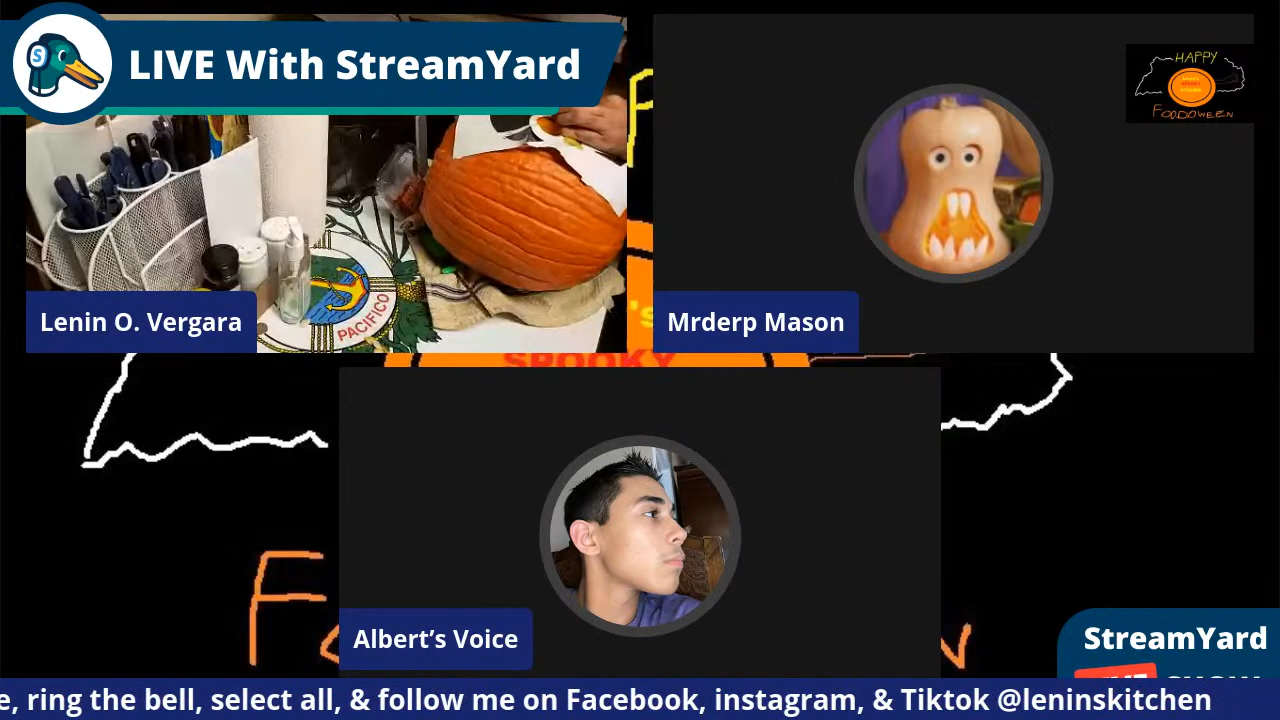 LIVE With StreamYard
S
HAPPY
FOODOWEEN
PACIFICO
Lenin O. Vergara
Mrderp Mason
's
SPOOKY
Albert's Voice
StreamYard
e, ring the bell, select all, & follow me on Facebook, instagram, & Tiktok @leninskitchen